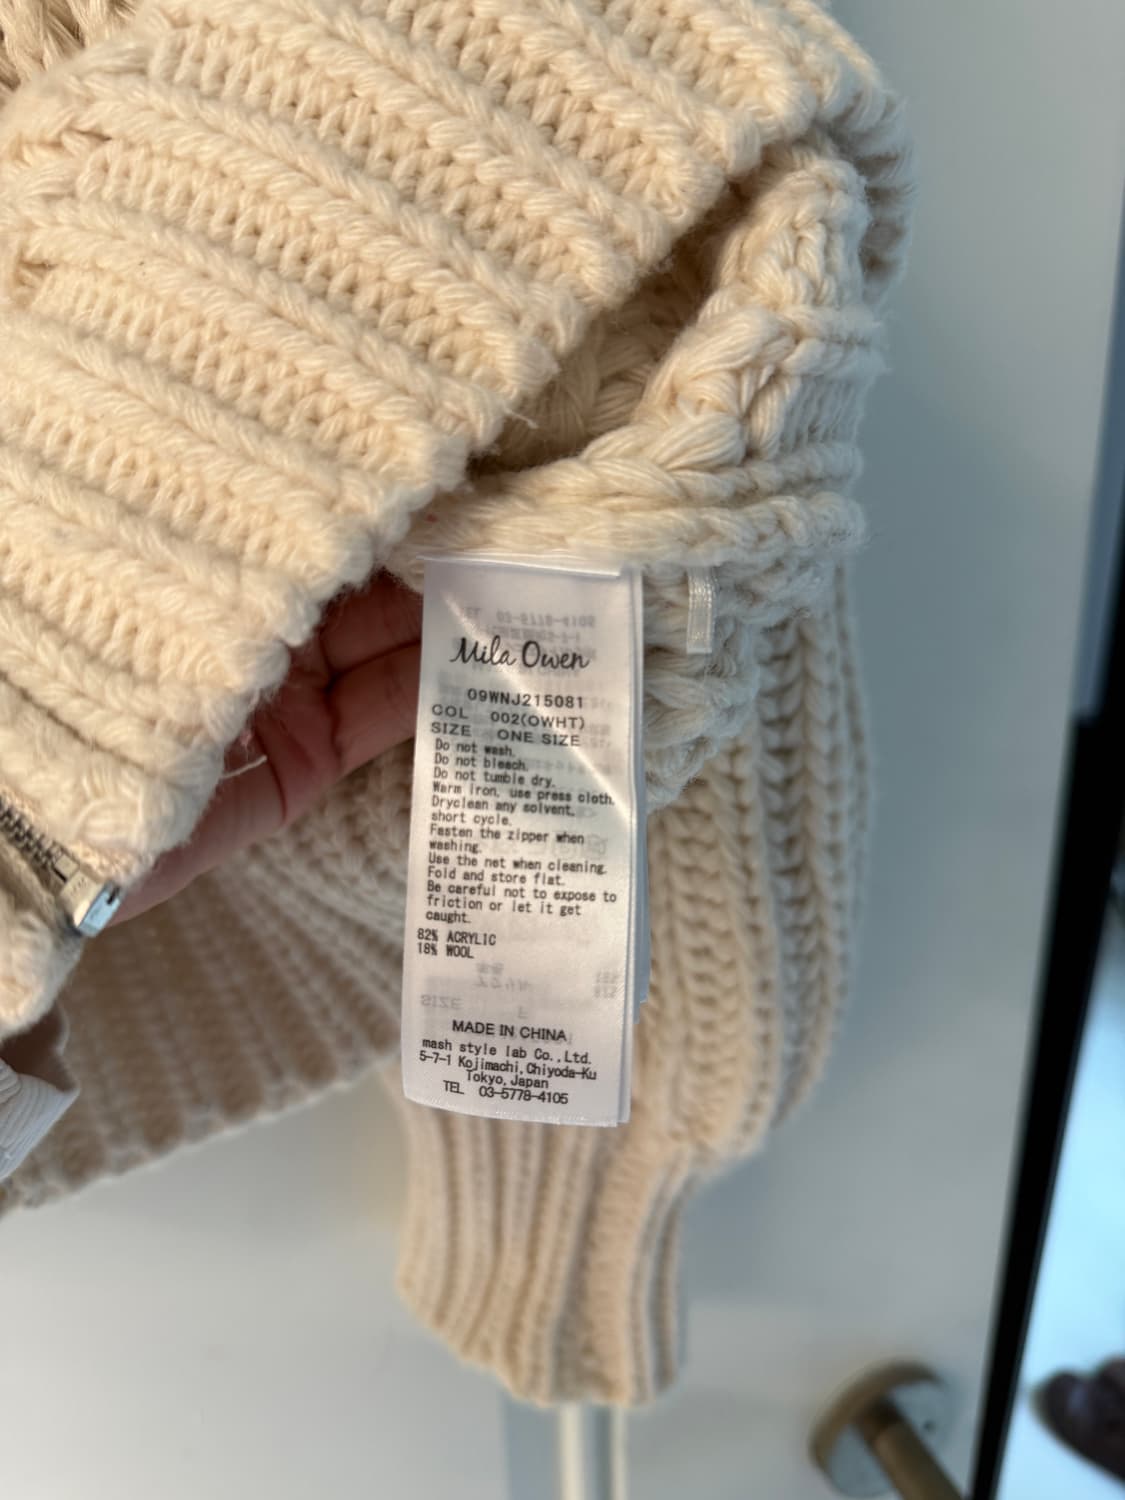 Mila Owen
09WNJ215081
COL 002(OWHT)
SIZE ONE SIZE
Do not wash.
Do not bleach.
Do not tumble dry.
Warm iron, use press cloth.
Dryclean any solvent,
short cycle.
Fasten the zipper when
washing.
Use the net when cleaning.
Fold and store flat.
Be careful not to expose to
friction or let it get
caught.
82% ACRYLIC
18% WOOL
MADE IN CHINA
mash style lab Co.,Ltd.
5-7-1 Kojimachi,Chiyoda-Ku
Tokyo,Japan
TEL 03-5778-4105